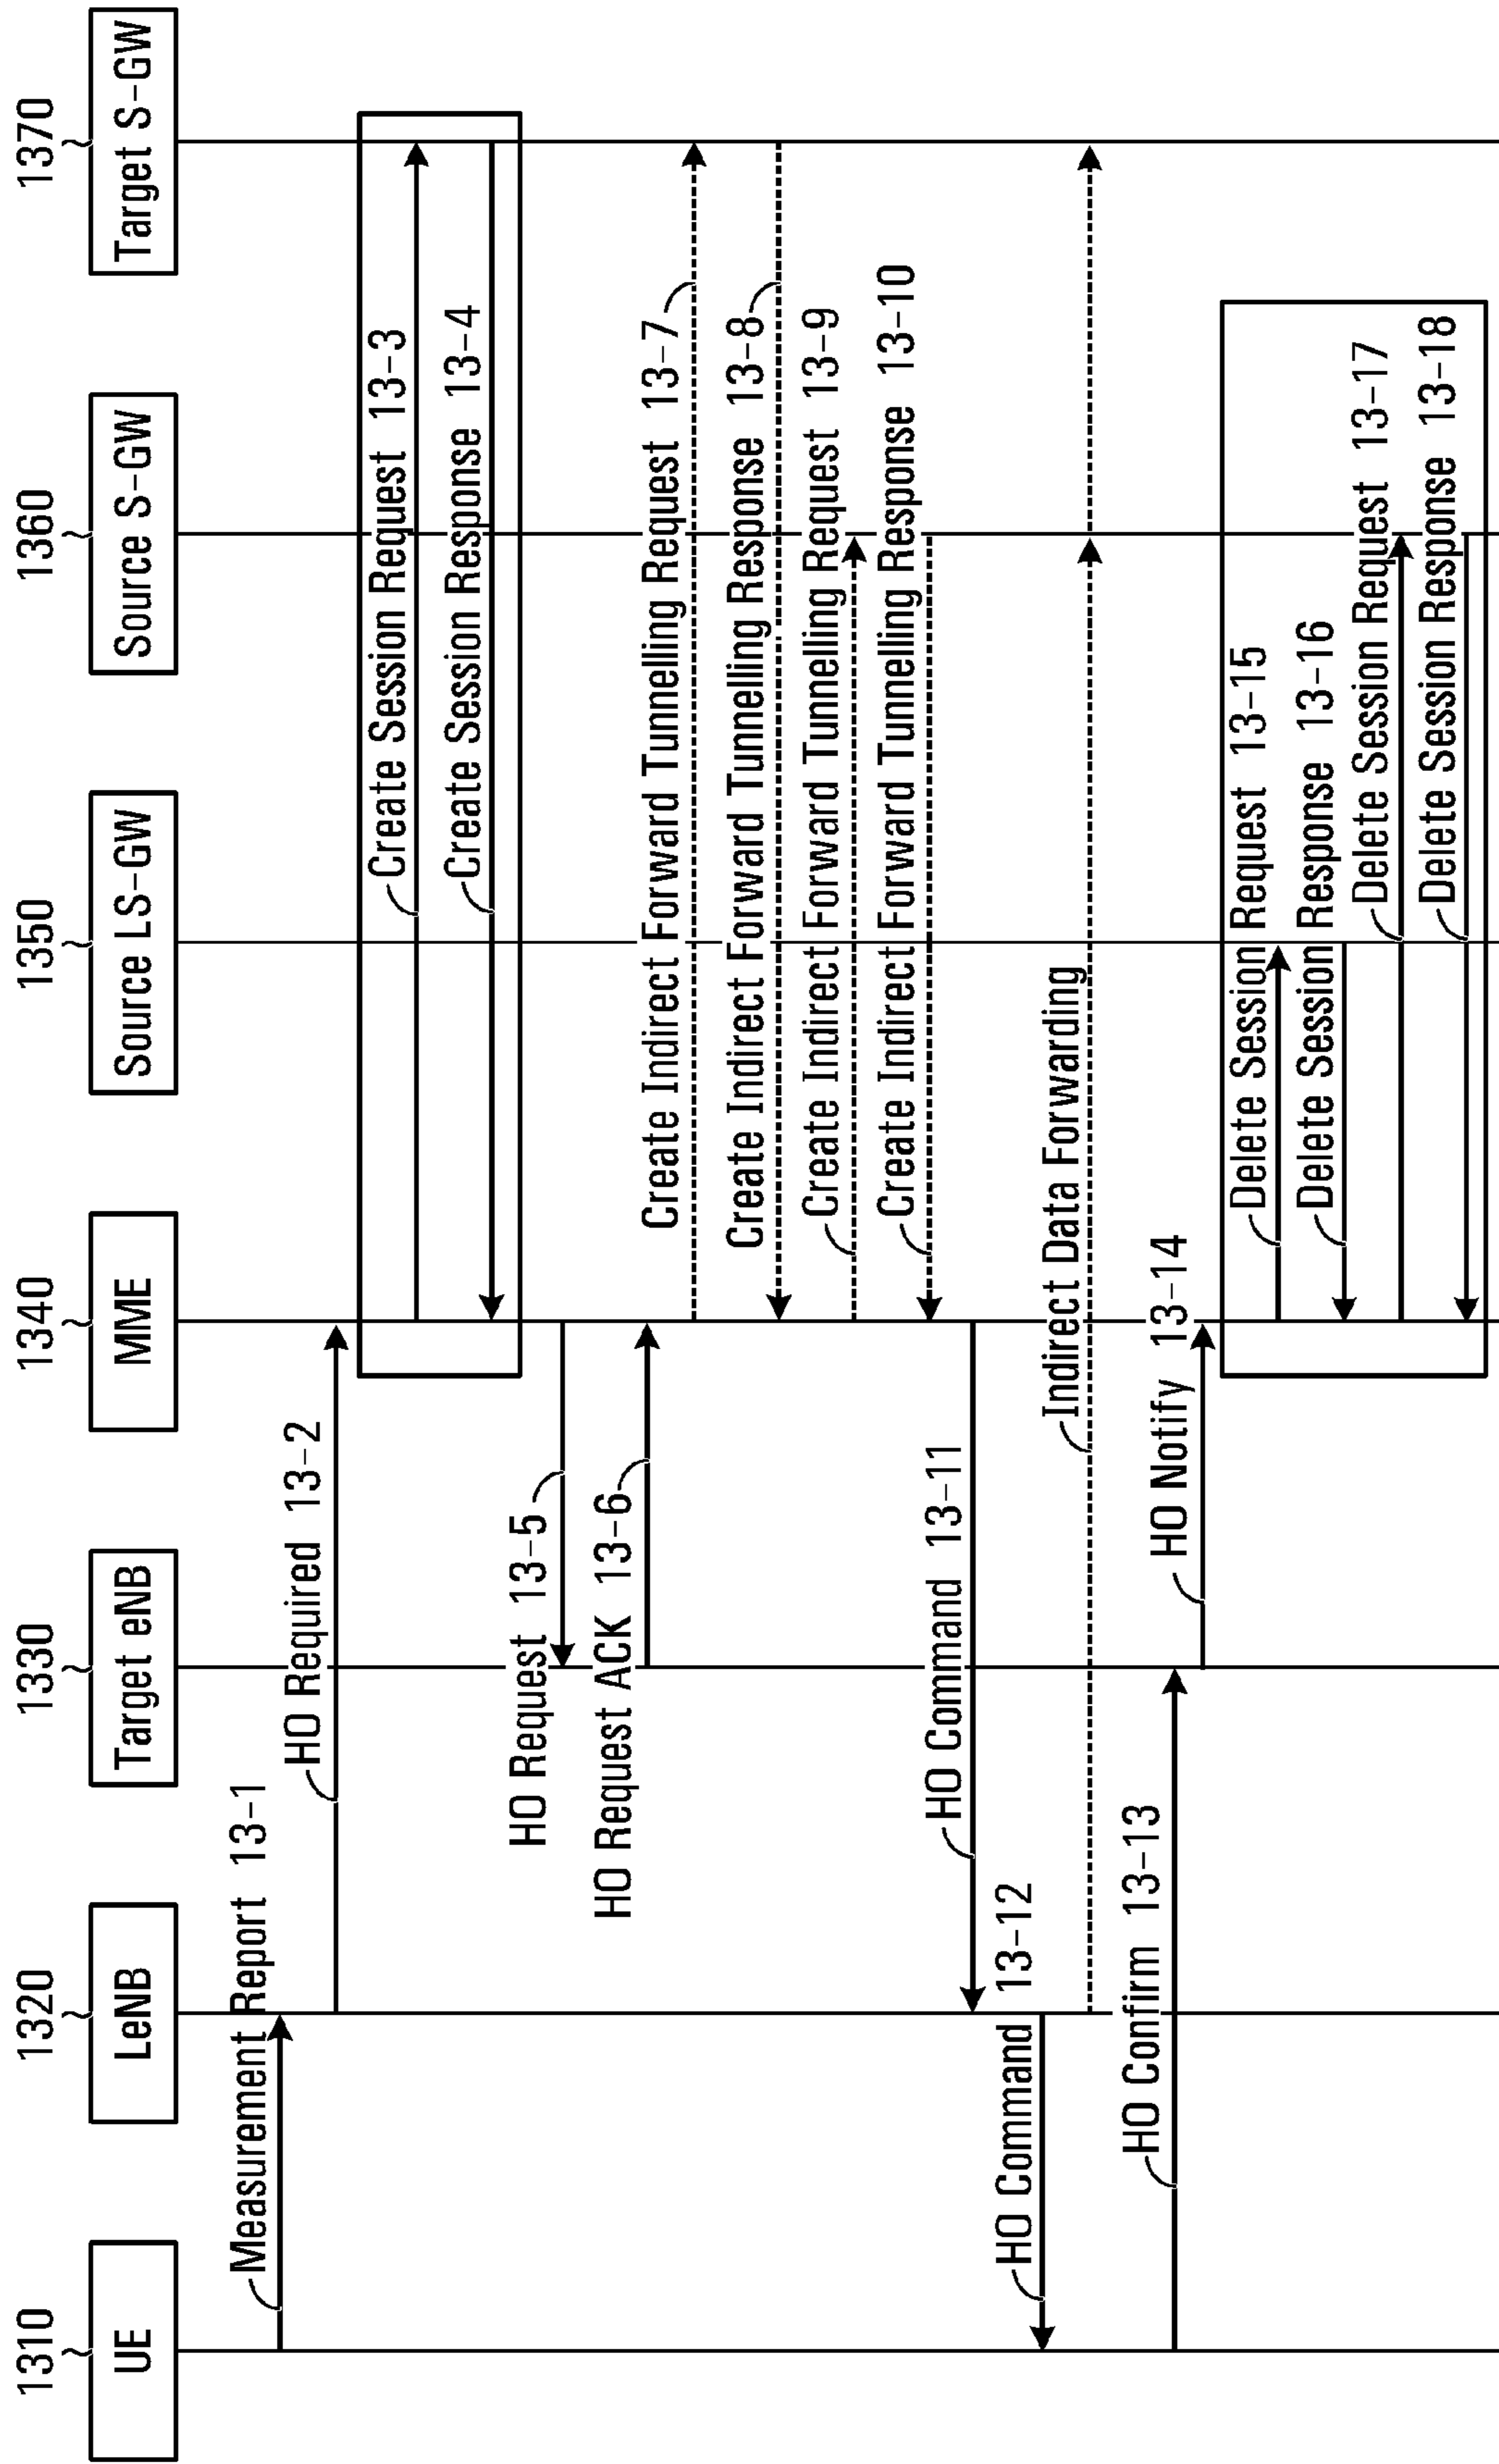 1310
1320
1330
1340
1350
1360
1370
UE
LeNB
Target eNB
MME
Source LS-GW
Source S-GW
Target S-GW
Measurement Report 13-1
HO Required 13-2
Create Session Request 13-3
Create Session Response 13-4
HO Request 13-5
HO Request ACK 13-6
Create Indirect Forward Tunnelling Request 13-7
Create Indirect Forward Tunnelling Response 13-8
Create Indirect Forward Tunnelling Request 13-9
Create Indirect Forward Tunnelling Response 13-10
HO Command 13-11
HO Command 13-12
Indirect Data Forwarding
HO Confirm 13-13
HO Notify 13-14
Delete Session Request 13-15
Delete Session Response 13-16
Delete Session Request 13-17
Delete Session Response 13-18